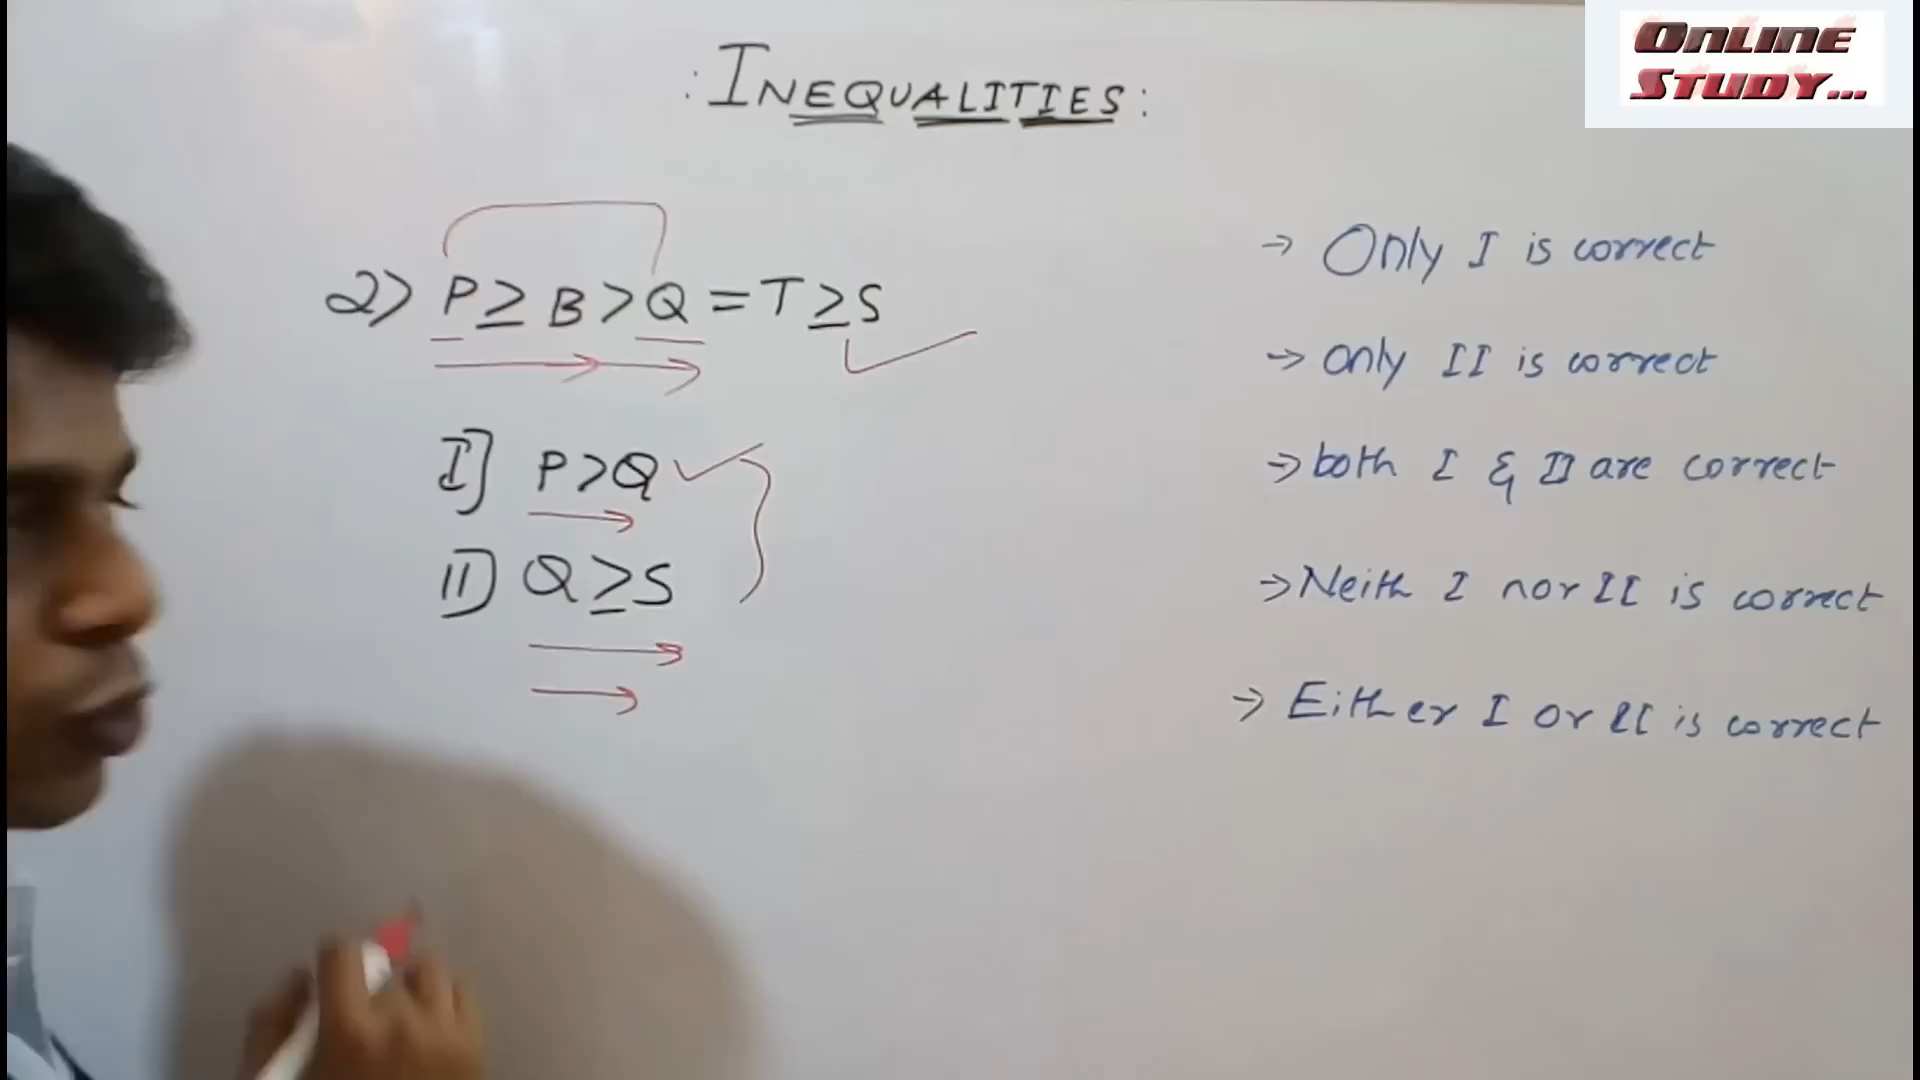 ONLINE
STUDY...
: INEQUALITIES :
2) P ≥ B > Q = T ≥ S
I] P > Q
II] Q ≥ S
→ Only I is correct
→ only II is correct
→ both I & II are correct
→ Neith I nor II is correct
→ Either I or II is correct